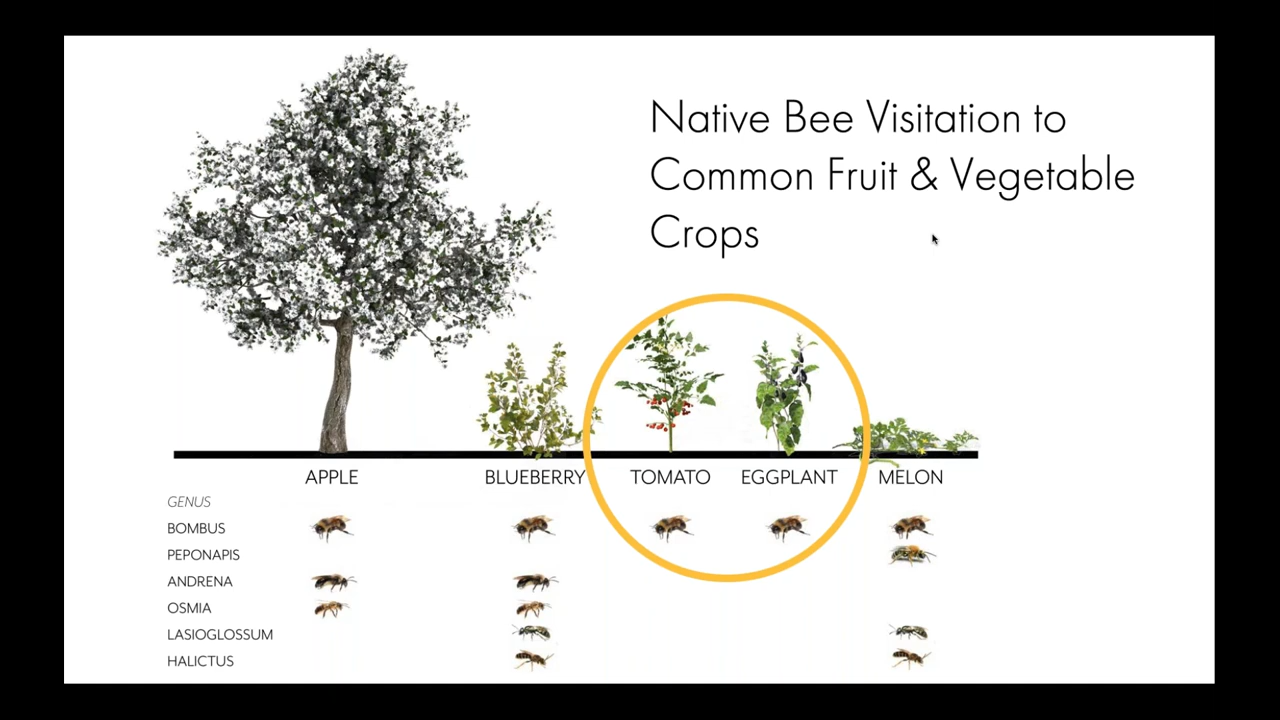 Native Bee Visitation to
Common Fruit & Vegetable
Crops
APPLE BLUEBERRY TOMATO EGGPLANT MELON
GENUS
BOMBUS
PEPONAPIS
ANDRENA
OSMIA
LASIOGLOSSUM
HALICTUS